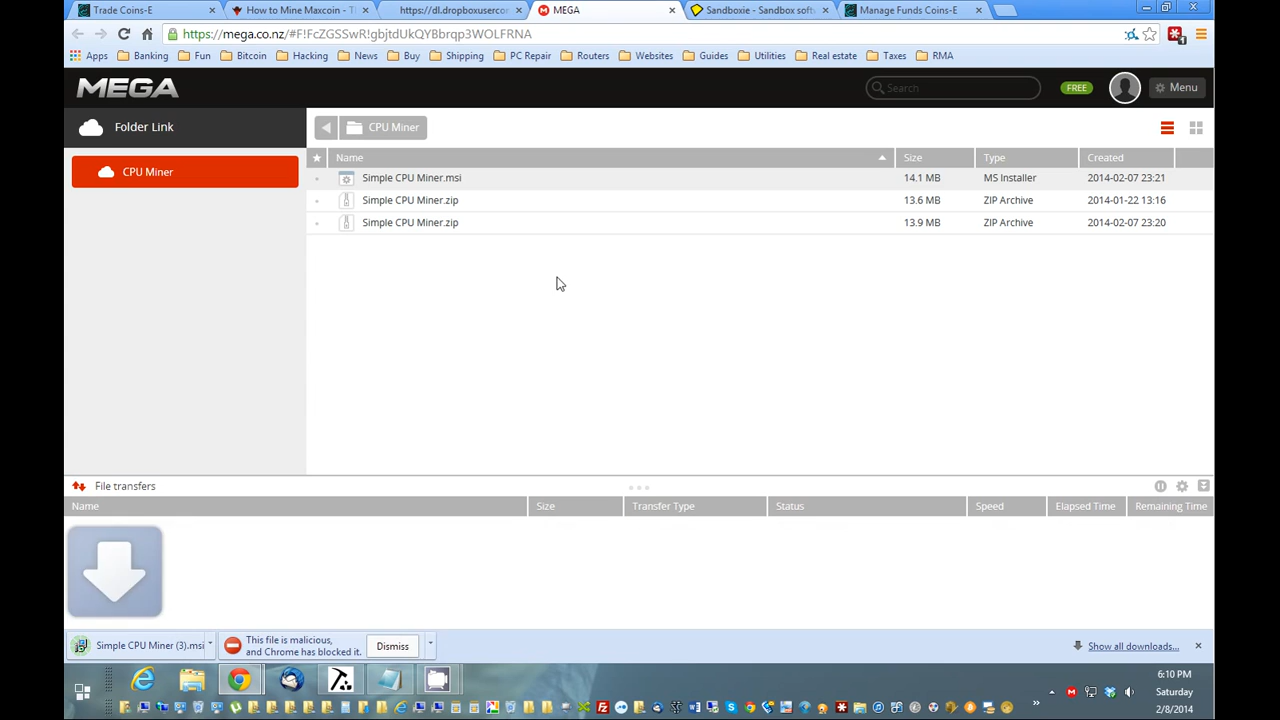 Trade Coins-E
How to Mine Maxcoin - Th
https://dl.dropboxusercon
MEGA
Sandboxie - Sandbox softw
Manage Funds Coins-E
https://mega.co.nz/#F!FcZGSSwR!gbjtdUkQYBbrqp3WOLFRNA
Apps
Banking
Fun
Bitcoin
Hacking
News
Buy
Shipping
PC Repair
Routers
Websites
Guides
Utilities
Real estate
Taxes
RMA
MEGA
Search
FREE
Menu
Folder Link
CPU Miner
CPU Miner
Name Size Type Created
Simple CPU Miner.msi 14.1 MB MS Installer 2014-02-07 23:21
Simple CPU Miner.zip 13.6 MB ZIP Archive 2014-01-22 13:16
Simple CPU Miner.zip 13.9 MB ZIP Archive 2014-02-07 23:20
File transfers
Name Size Transfer Type Status Speed Elapsed Time Remaining Time
Simple CPU Miner (3).msi
This file is malicious,
and Chrome has blocked it.
Dismiss
Show all downloads...
6:10 PM
Saturday
2/8/2014